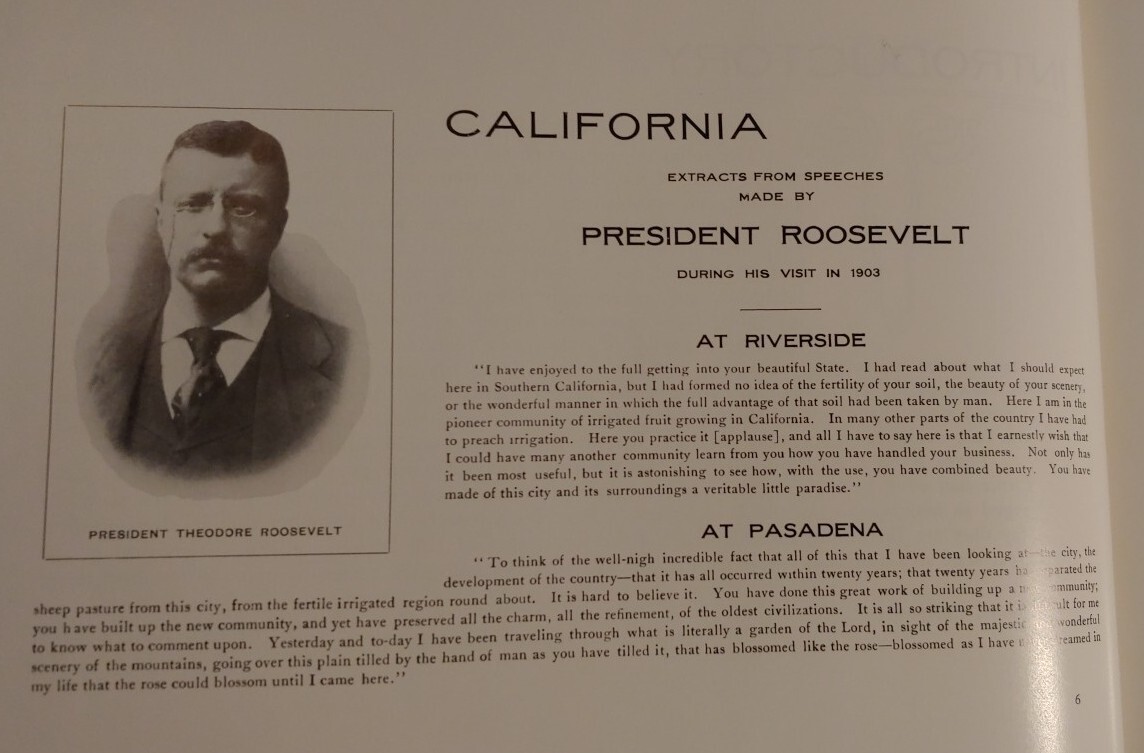 CALIFORNIA
EXTRACTS FROM SPEECHES
MADE BY
PRESIDENT ROOSEVELT
DURING HIS VISIT IN 1903
PRESIDENT THEODORE ROOSEVELT
AT RIVERSIDE
"I have enjoyed to the full getting into your beautiful State. I had read about what I should expect
here in Southern California, but I had formed no idea of the fertility of your soil, the beauty of your scenery,
or the wonderful manner in which the full advantage of that soil had been taken by man. Here I am in the
pioneer community of irrigated fruit growing in California. In many other parts of the country I have had
to preach irrigation. Here you practice it [applause], and all I have to say here is that I earnestly wish that
I could have many another community learn from you how you have handled your business. Not only has
it been most useful, but it is astonishing to see how, with the use, you have combined beauty. You have
made of this city and its surroundings a veritable little paradise."
AT PASADENA
"To think of the well-nigh incredible fact that all of this that I have been looking at—the city, the
development of the country—that it has all occurred within twenty years; that twenty years the
sheep pasture from this city, from the fertile irrigated region round about. It is hard to believe it. You have done this great work of building up a
you have built up the new community, and yet have preserved all the charm, all the refinement, of the oldest civilizations. It is all so striking that it for me
to know what to comment upon. Yesterday and to-day I have been traveling through what is literally a garden of the Lord, in sight of the majestic wonderful
scenery of the mountains, going over this plain tilled by the hand of man as you have tilled it, that has blossomed like the rose—blossomed as I have in
my life that the rose could blossom until I came here."
6